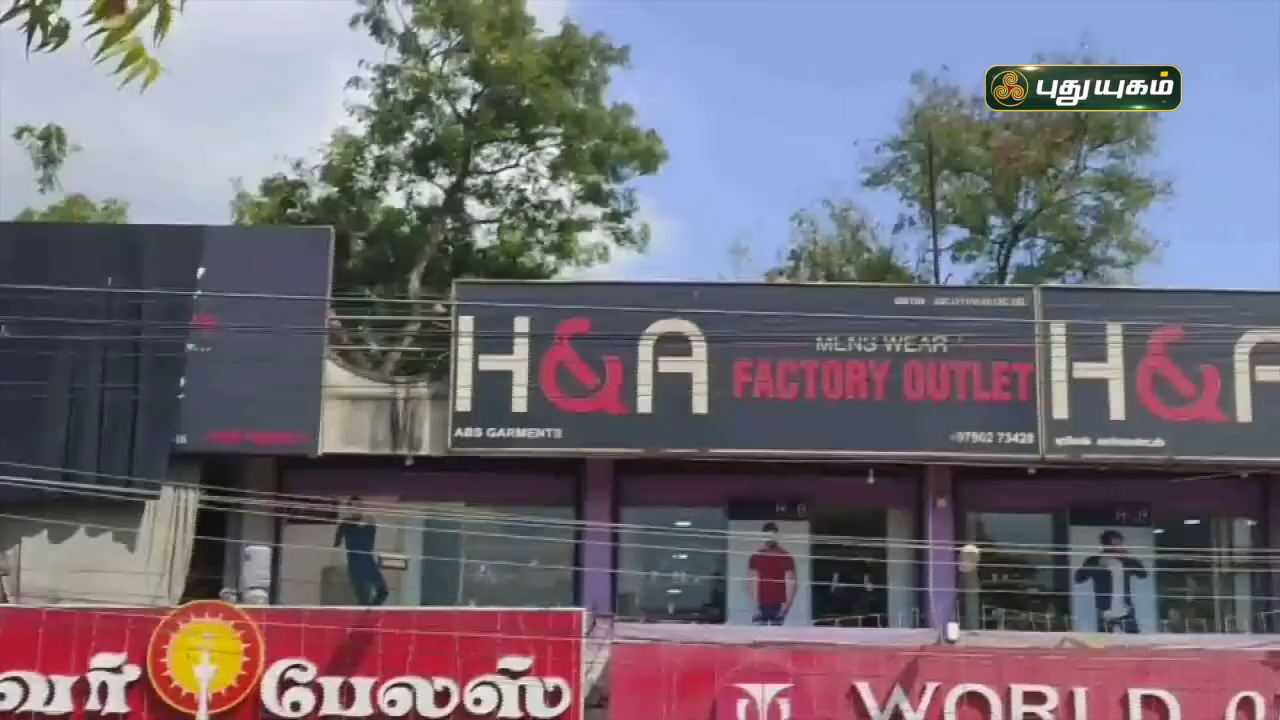 புதுயுகம்
H&A
MENS WEAR
FACTORY OUTLET
ABS GARMENTS
97902 73428
H&A
வர் பேலஸ்
WORLD